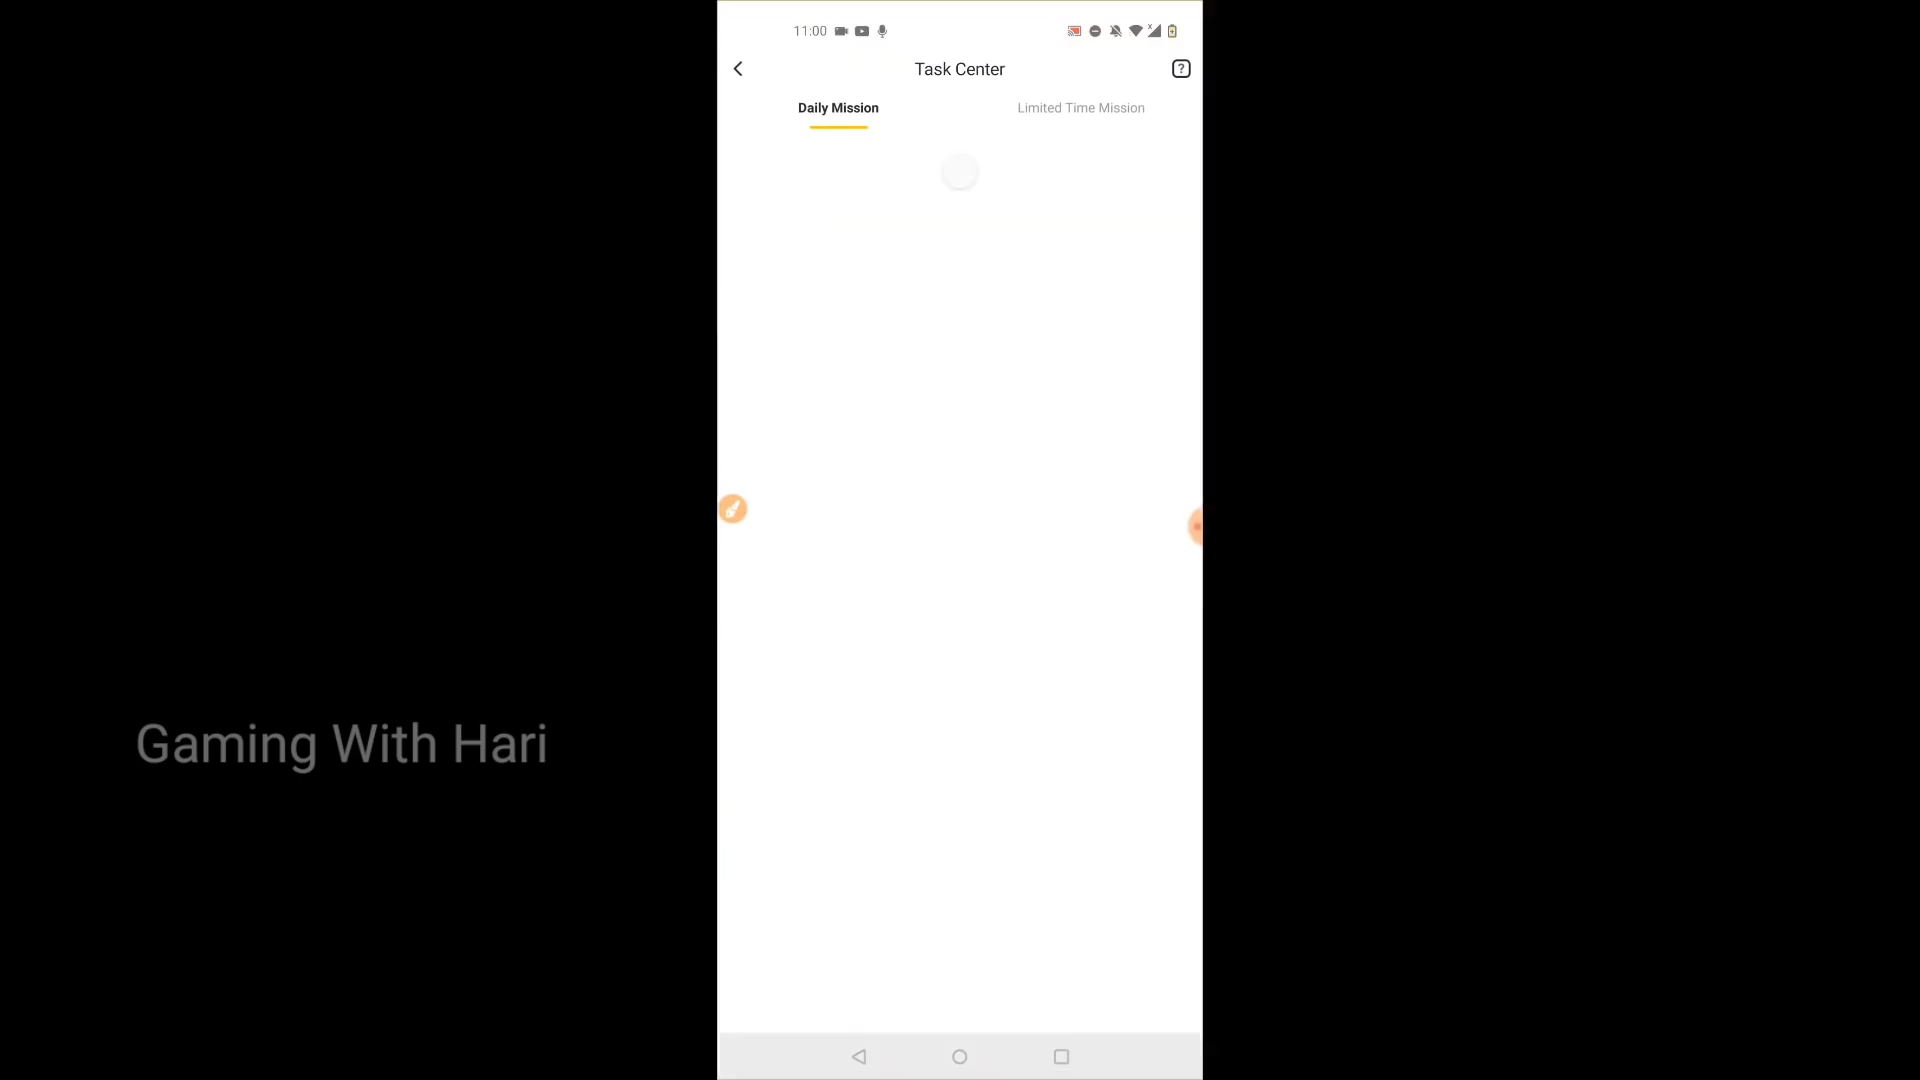 11:00
Task Center
Daily Mission
Limited Time Mission
Gaming With Hari